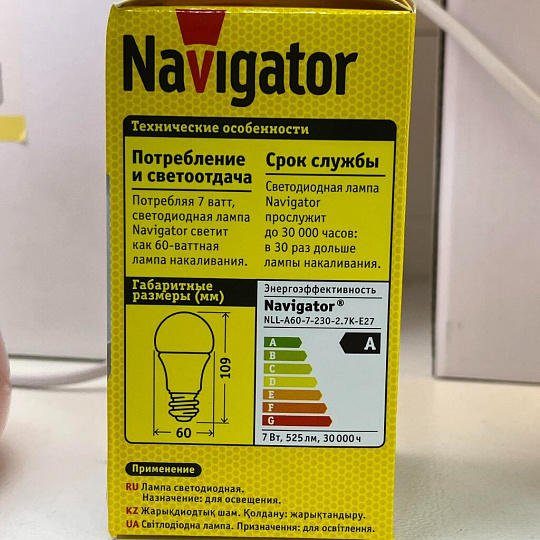 Navigator
Технические особенности
Потребление
и светоотдача
Потребляя 7 ватт,
светодиодная лампа
Navigator светит
как 60-ваттная
лампа накаливания.
Срок службы
Светодиодная лампа
Navigator
прослужит
до 30 000 часов:
в 30 раз дольше
лампы накаливания.
Габаритные
размеры (мм)
109
60
Энергоэффективность
Navigator®
NLL-A60-7-230-2.7K-E27
A
A
B
C
D
E
F
G
7 Вт, 525 лм, 30 000 ч
Применение
RU Лампа светодиодная.
Назначение: для освещения.
KZ Жарықдиодтық шам. Қолдану: жарықтандыру.
UA Світлодіодна лампа. Призначення: для освітлення.